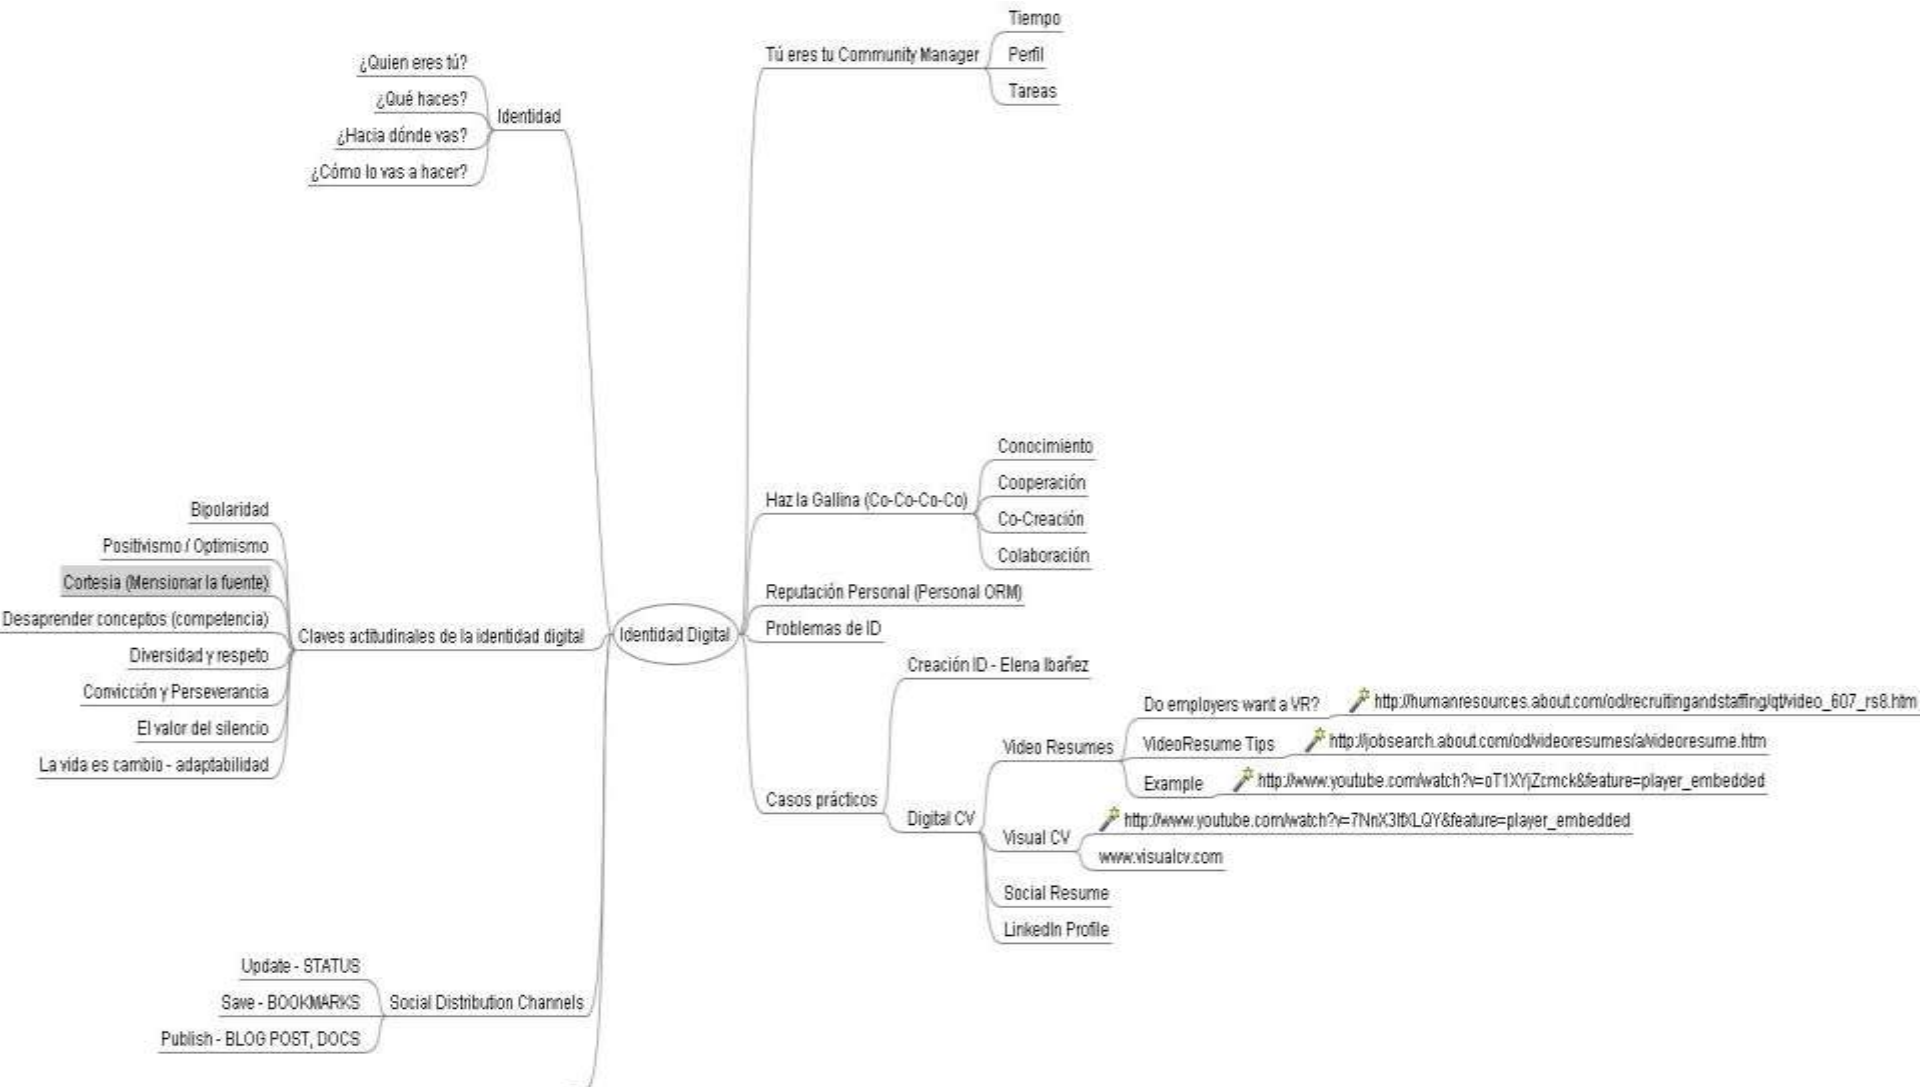 Identidad Digital
Identidad
¿Quien eres tú?
¿Qué haces?
¿Hacia dónde vas?
¿Cómo lo vas a hacer?
Claves actitudinales de la identidad digital
Bipolaridad
Positivismo / Optimismo
Cortesia (Mensionar la fuente)
Desaprender conceptos (competencia)
Diversidad y respeto
Convicción y Perseverancia
El valor del silencio
La vida es cambio - adaptabilidad
Social Distribution Channels
Update - STATUS
Save - BOOKMARKS
Publish - BLOG POST, DOCS
Tú eres tu Community Manager
Tiempo
Perfil
Tareas
Haz la Gallina (Co-Co-Co-Co)
Conocimiento
Cooperación
Co-Creación
Colaboración
Reputación Personal (Personal ORM)
Problemas de ID
Casos prácticos
Creación ID - Elena Ibañez
Digital CV
Video Resumes
Do employers want a VR?
http://humanresources.about.com/od/recruitingandstaffing/qt/video_607_rs8.htm
VideoResume Tips
http://jobsearch.about.com/od/videoresumes/a/videoresume.htm
Example
http://www.youtube.com/watch?v=oT1XYjZcmck&feature=player_embedded
Visual CV
www.visualcv.com
Social Resume
LinkedIn Profile